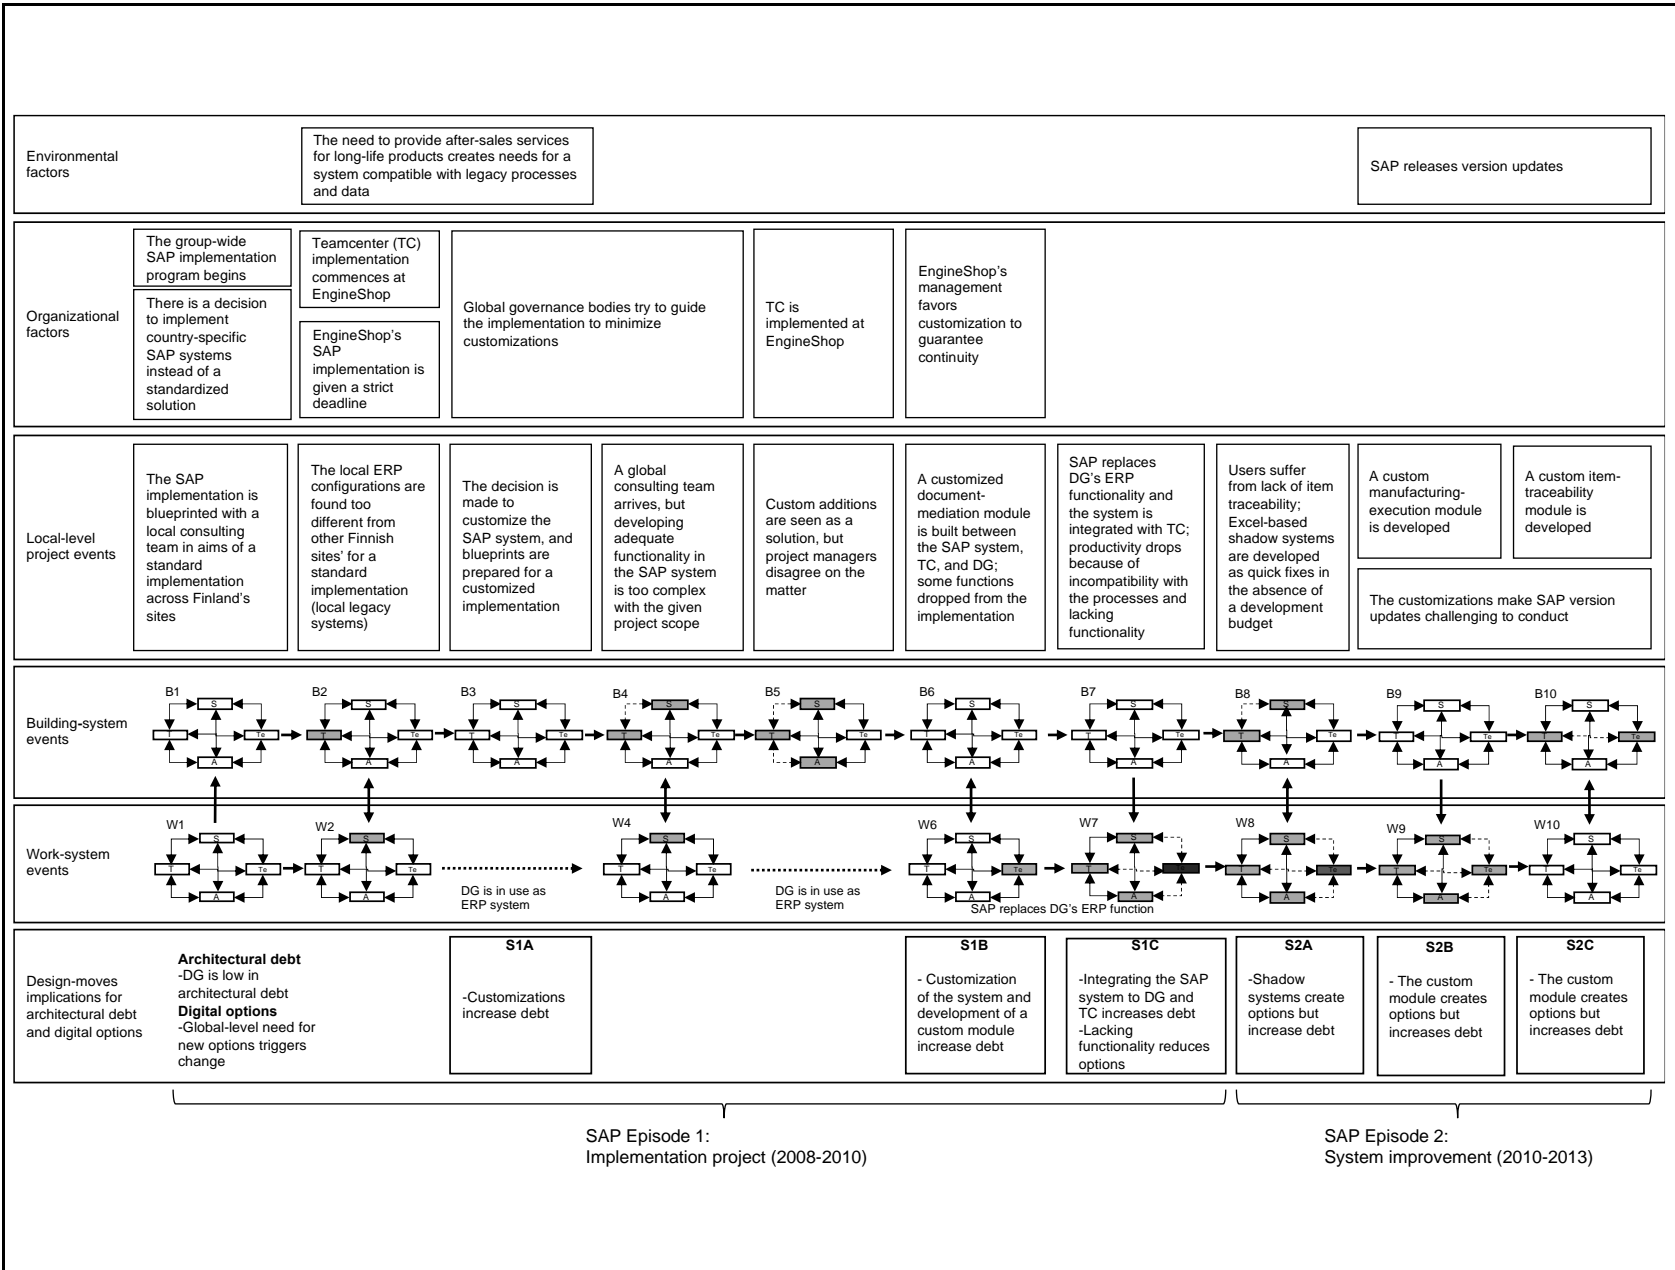 Environmental
factors
The need to provide after-sales services
for long-life products creates needs for a
system compatible with legacy processes
and data
SAP releases version updates
Organizational
factors
The group-wide
SAP implementation
program begins
There is a decision
to implement
country-specific
SAP systems
instead of a
standardized
solution
Teamcenter (TC)
implementation
commences at
EngineShop
EngineShop's
SAP
implementation is
given a strict
deadline
Global governance bodies try to guide
the implementation to minimize
customizations
TC is
implemented at
EngineShop
EngineShop's
management
favors
customization to
guarantee
continuity
Local-level
project events
The SAP
implementation is
blueprinted with a
local consulting
team in aims of a
standard
implementation
across Finland's
sites
The local ERP
configurations are
found too
different from
other Finnish
sites' for a
standard
implementation
(local legacy
systems)
The decision is
made to
customize the
SAP system, and
blueprints are
prepared for a
customized
implementation
A global
consulting team
arrives, but
developing
adequate
functionality in
the SAP system
is too complex
with the given
project scope
Custom additions
are seen as a
solution, but
project managers
disagree on the
matter
A customized
document-
mediation module
is built between
the SAP system,
TC, and DG;
some functions
dropped from the
implementation
SAP replaces
DG's ERP
functionality and
the system is
integrated with TC;
productivity drops
because of
incompatibility with
the processes and
lacking
functionality
Users suffer
from lack of item
traceability;
Excel-based
shadow systems
are developed
as quick fixes in
the absence of
a development
budget
A custom
manufacturing-
execution module
is developed
A custom item-
traceability
module is
developed
The customizations make SAP version
updates challenging to conduct
Building-system
events
B1
S
T
Te
A
B2
S
T
Te
A
B3
S
T
Te
A
B4
S
T
Te
A
B5
S
T
Te
A
B6
S
T
Te
A
B7
S
T
Te
A
B8
S
T
Te
A
B9
S
T
Te
A
B10
S
T
Te
A
Work-system
events
W1
S
T
Te
A
W2
S
T
Te
A
DG is in use as
ERP system
W4
S
T
Te
A
DG is in use as
ERP system
W6
S
T
Te
A
W7
S
T
A
SAP replaces DG's ERP function
W8
S
T
Te
A
W9
S
T
Te
A
W10
S
T
Te
A
Design-moves
implications for
architectural debt
and digital options
Architectural debt
-DG is low in
architectural debt
Digital options
-Global-level need for
new options triggers
change
S1A
-Customizations
increase debt
S1B
- Customization
of the system and
development of a
custom module
increase debt
S1C
-Integrating the SAP
system to DG and
TC increases debt
-Lacking
functionality reduces
options
S2A
-Shadow
systems create
options but
increase debt
S2B
- The custom
module creates
options but
increases debt
S2C
- The custom
module creates
options but
increases debt
SAP Episode 1:
Implementation project (2008-2010)
SAP Episode 2:
System improvement (2010-2013)